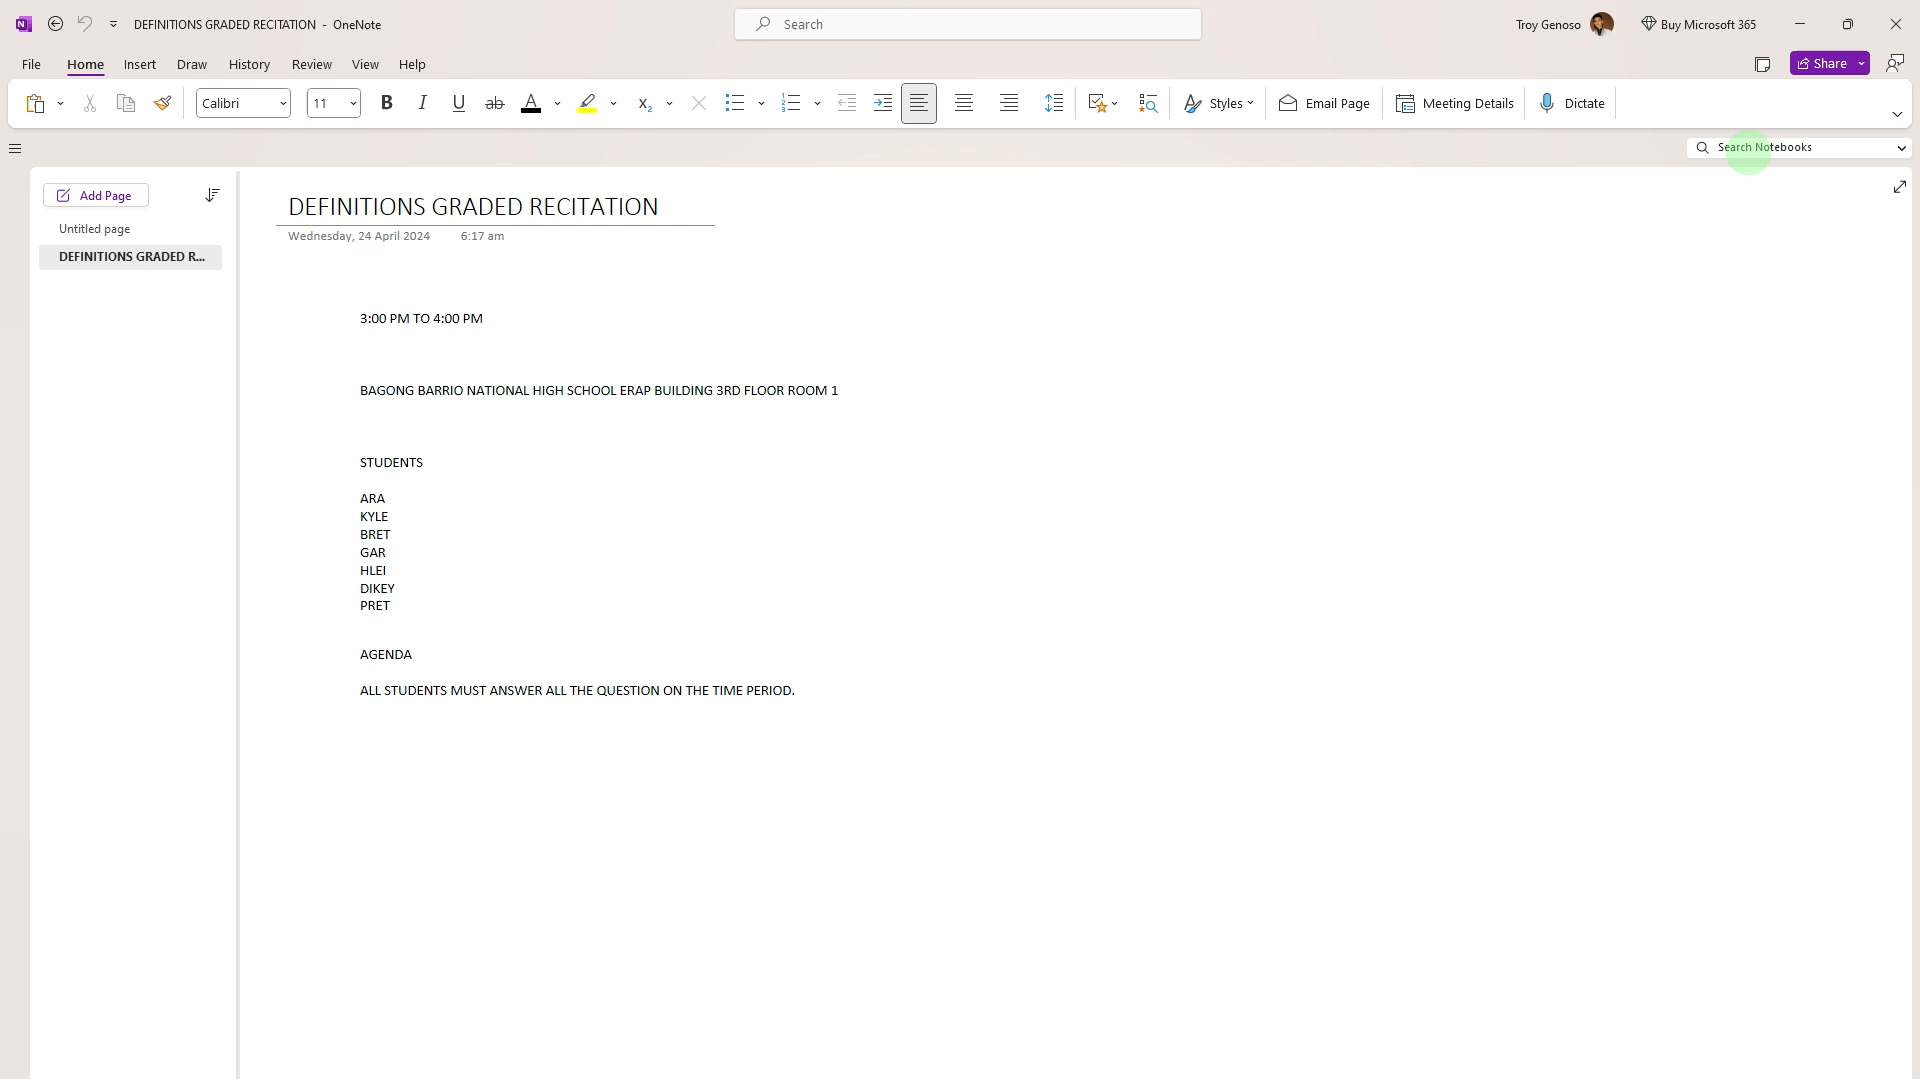 DEFINITIONS GRADED RECITATION - OneNote
Search
Troy Genoso
Buy Microsoft 365
File
Home
Insert
Draw
History
Review
View
Help
Share
Calibri
11
Styles
Email Page
Meeting Details
Dictate
Search Notebooks
Add Page
Untitled page
DEFINITIONS GRADED R...
DEFINITIONS GRADED RECITATION
Wednesday, 24 April 2024 6:17 am
3:00 PM TO 4:00 PM
BAGONG BARRIO NATIONAL HIGH SCHOOL ERAP BUILDING 3RD FLOOR ROOM 1
STUDENTS
ARA
KYLE
BRET
GAR
HLEI
DIKEY
PRET
AGENDA
ALL STUDENTS MUST ANSWER ALL THE QUESTION ON THE TIME PERIOD.